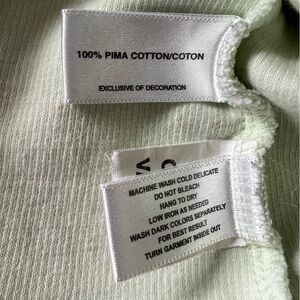 100% PIMA COTTON/COTON
EXCLUSIVE OF DECORATION
MACHINE WASH COLD DELICATE
DO NOT BLEACH
HANG TO DRY
LOW IRON AS NEEDED
WASH DARK COLORS SEPARATELY
FOR BEST RESULT
TURN GARMENT INSIDE OUT